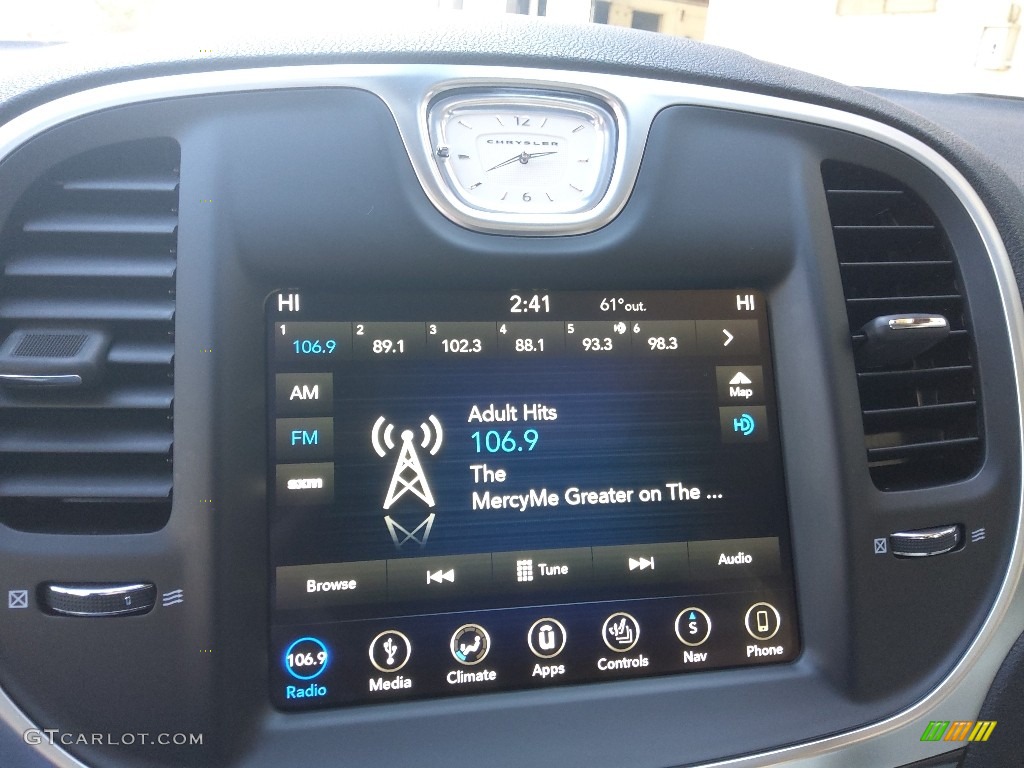 12
CHRYSLER
6
HI 2:41 61°out. HI
1 106.9 2 89.1 3 102.3 4 88.1 5 93.3 HD 6 98.3
AM
Map
FM
HD
sxm
Adult Hits
106.9
The
MercyMe Greater on The ...
Browse Tune Audio
106.9 S
Radio Media Climate Apps Controls Nav Phone
GTCARLOT.COM